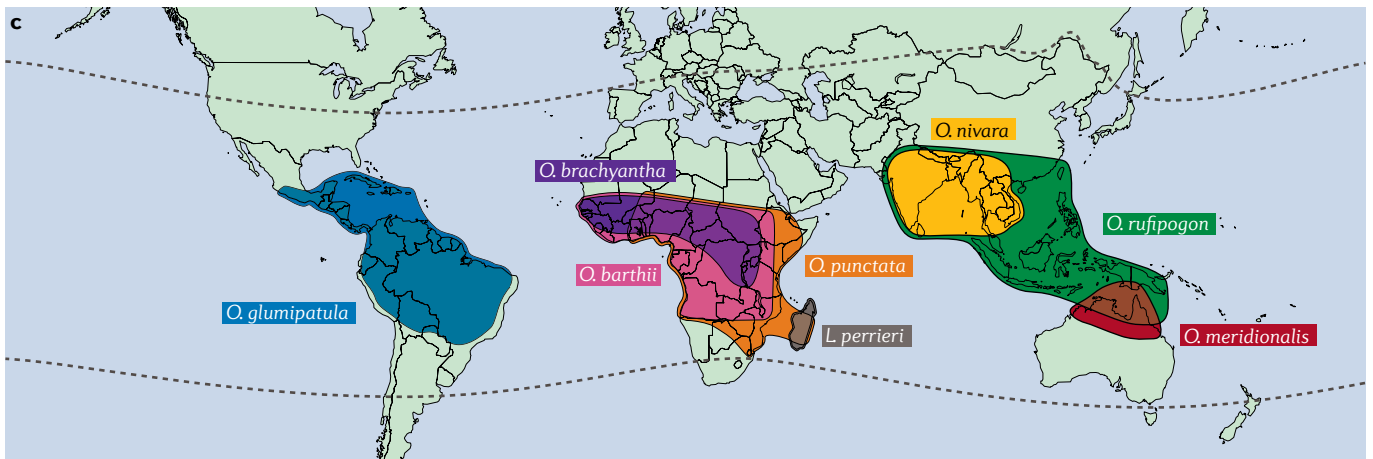 c
O. nivara
O. brachyantha
O. rufipogon
O. barthii
O. punctata
O. glumipatula
L. perrieri
O. meridionalis